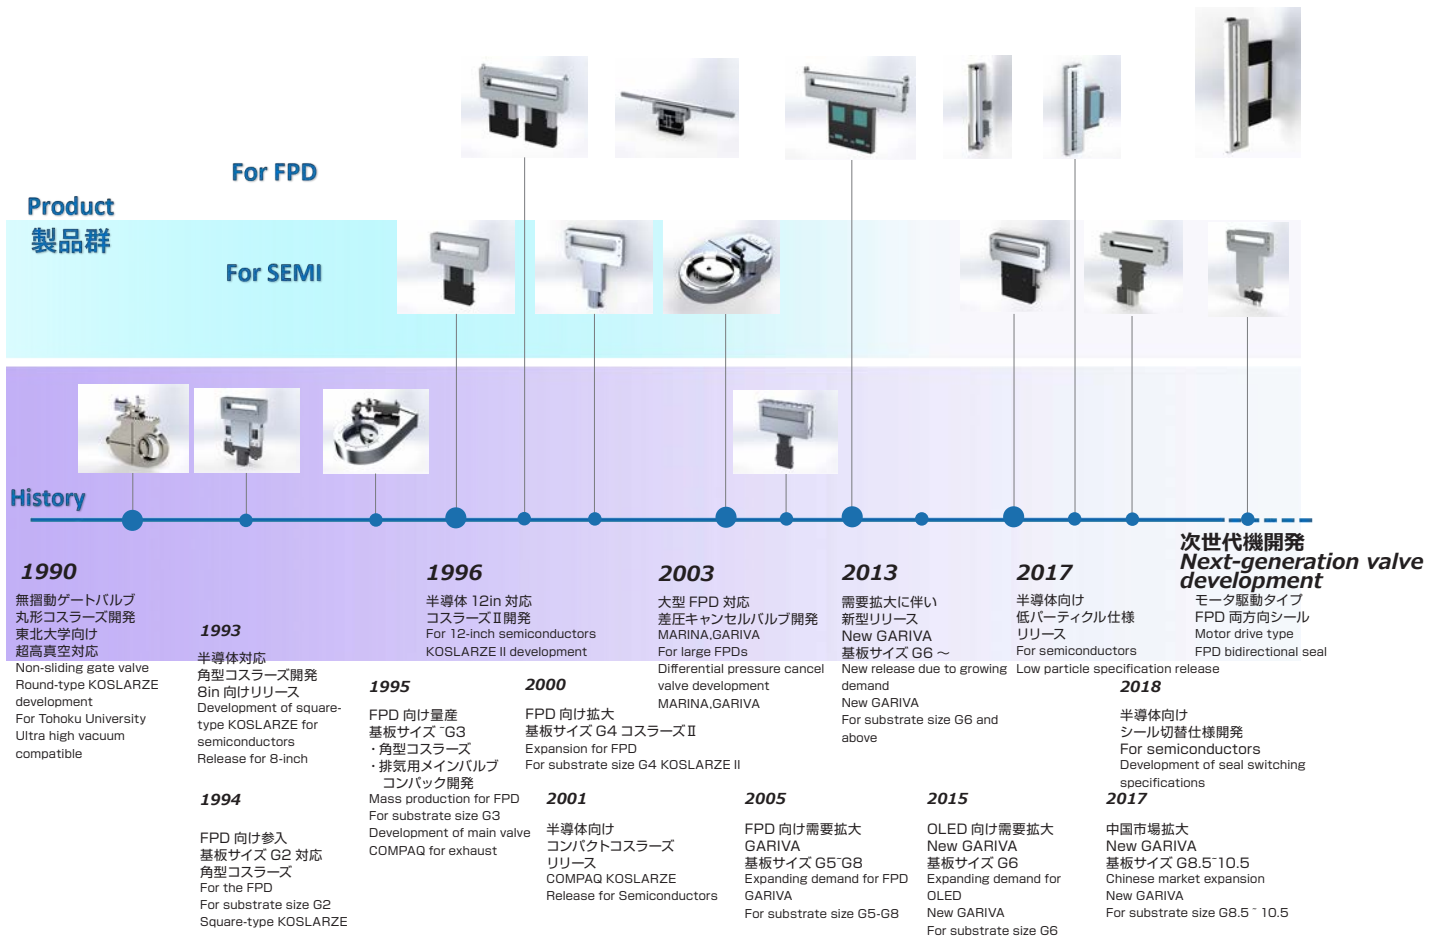 For FPD
Product
製品群
For SEMI
History
1990
無摺動ゲートバルブ
丸形コスラーズ開発
東北大学向け
超高真空対応
Non-sliding gate valve
Round-type KOSLARZE
development
For Tohoku University
Ultra high vacuum
compatible
1993
半導体対応
角型コスラーズ開発
8in 向けリリース
Development of square-
type KOSLARZE for
semiconductors
Release for 8-inch
1994
FPD 向け参入
基板サイズ G2 対応
角型コスラーズ
For the FPD
For substrate size G2
Square-type KOSLARZE
1995
FPD 向け量産
基板サイズ ~G3
・角型コスラーズ
・排気用メインバルブ
コンパック開発
Mass production for FPD
For substrate size G3
Development of main valve
COMPAQ for exhaust
1996
半導体 12in 対応
コスラーズⅡ開発
For 12-inch semiconductors
KOSLARZE II development
2000
FPD 向け拡大
基板サイズ G4 コスラーズⅡ
Expansion for FPD
For substrate size G4 KOSLARZE II
2001
半導体向け
コンパクトコスラーズ
リリース
COMPAQ KOSLARZE
Release for Semiconductors
2003
大型 FPD 対応
差圧キャンセルバルブ開発
MARINA,GARIVA
For large FPDs
Differential pressure cancel
valve development
MARINA,GARIVA
2005
FPD 向け需要拡大
GARIVA
基板サイズ G5~G8
Expanding demand for FPD
GARIVA
For substrate size G5-G8
2013
需要拡大に伴い
新型リリース
New GARIVA
基板サイズ G6 ～
New release due to growing
demand
New GARIVA
For substrate size G6 and
above
2015
OLED 向け需要拡大
New GARIVA
基板サイズ G6
Expanding demand for
OLED
New GARIVA
For substrate size G6
2017
半導体向け
低パーティクル仕様
リリース
For semiconductors
Low particle specification release
2018
半導体向け
シール切替仕様開発
For semiconductors
Development of seal switching
specifications
2017
中国市場拡大
New GARIVA
基板サイズ G8.5~10.5
Chinese market expansion
New GARIVA
For substrate size G8.5 ~ 10.5
次世代機開発
Next-generation valve
development
モータ駆動タイプ
FPD 両方向シール
Motor drive type
FPD bidirectional seal